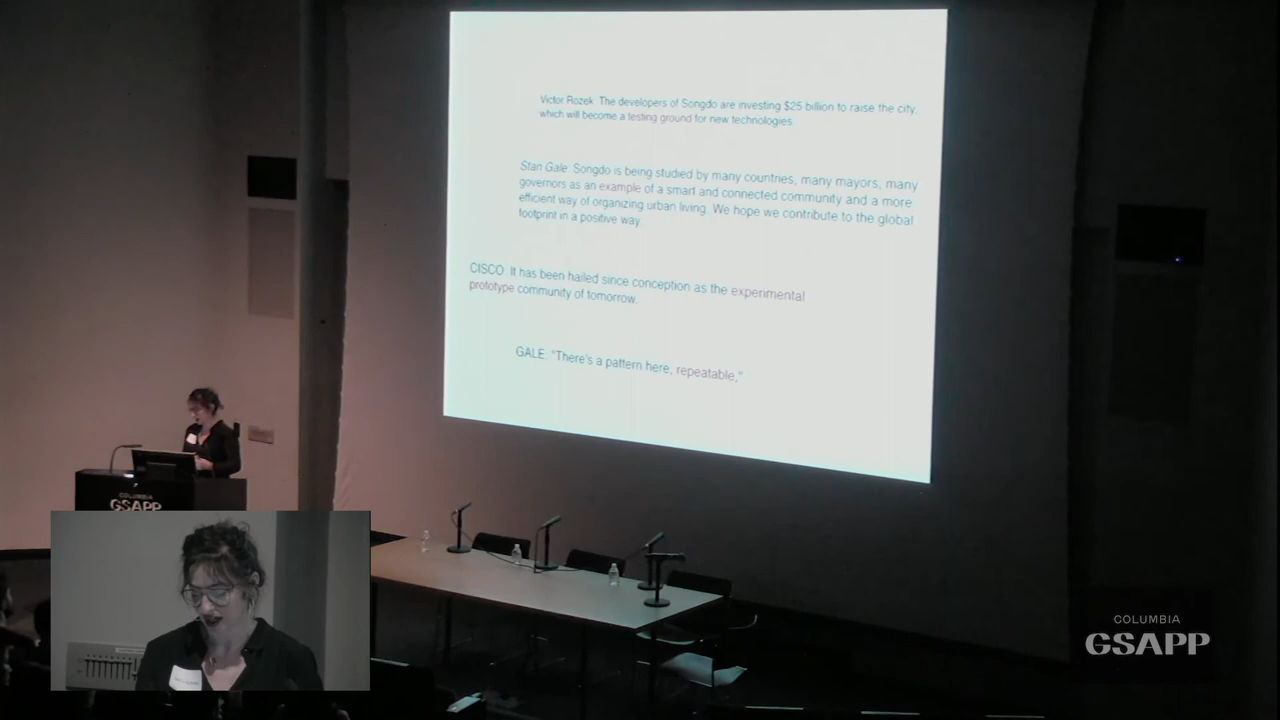 Victor Rozek: The developers of Songdo are investing $25 billion to raise the city,
which will become a testing ground for new technologies.
Stan Gale: Songdo is being studied by many countries, many mayors, many
governors as an example of a smart and connected community and a more
efficient way of organizing urban living. We hope we contribute to the global
footprint in a positive way.
CISCO: It has been hailed since conception as the experimental
prototype community of tomorrow.
GALE: "There's a pattern here, repeatable,"
COLUMBIA
GSAPP
COLUMBIA
GSAPP